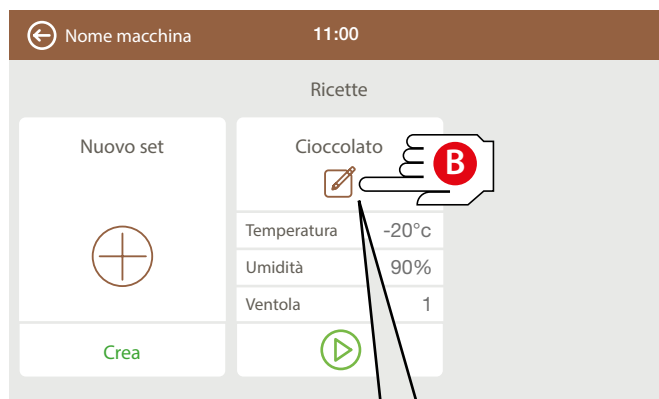 Nome macchina 11:00
Ricette
Nuovo set
Crea
Cioccolato
B
Temperatura -20°c
Umidità 90%
Ventola 1